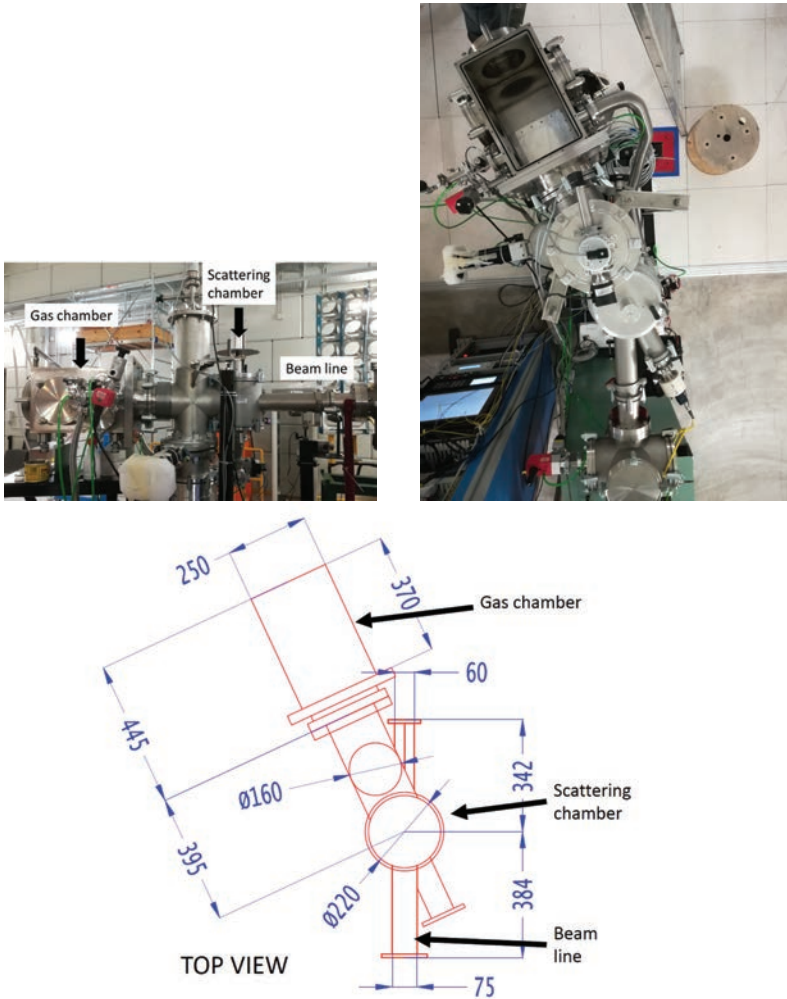 Scattering
chamber
Gas chamber
Beam line
250
370
Gas chamber
60
445
342
Ø160
Scattering
chamber
395
Ø220
384
Beam
line
TOP VIEW
75